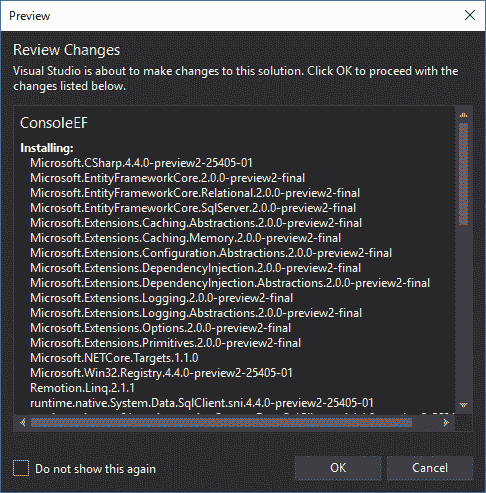 Preview
Review Changes
Visual Studio is about to make changes to this solution. Click OK to proceed with the
changes listed below.
ConsoleEF
Installing:
Microsoft.CSharp.4.4.0-preview2-25405-01
Microsoft.EntityFrameworkCore.2.0.0-preview2-final
Microsoft.EntityFrameworkCore.Relational.2.0.0-preview2-final
Microsoft.EntityFrameworkCore.SqlServer.2.0.0-preview2-final
Microsoft.Extensions.Caching.Abstractions.2.0.0-preview2-final
Microsoft.Extensions.Caching.Memory.2.0.0-preview2-final
Microsoft.Extensions.Configuration.Abstractions.2.0.0-preview2-final
Microsoft.Extensions.DependencyInjection.2.0.0-preview2-final
Microsoft.Extensions.DependencyInjection.Abstractions.2.0.0-preview2-final
Microsoft.Extensions.Logging.2.0.0-preview2-final
Microsoft.Extensions.Logging.Abstractions.2.0.0-preview2-final
Microsoft.Extensions.Options.2.0.0-preview2-final
Microsoft.Extensions.Primitives.2.0.0-preview2-final
Microsoft.NETCore.Targets.1.1.0
Microsoft.Win32.Registry.4.4.0-preview2-25405-01
Remotion.Linq.2.1.1
runtime.native.System.Data.SqlClient.sni.4.4.0-preview2-25405-01
Do not show this again
OK
Cancel